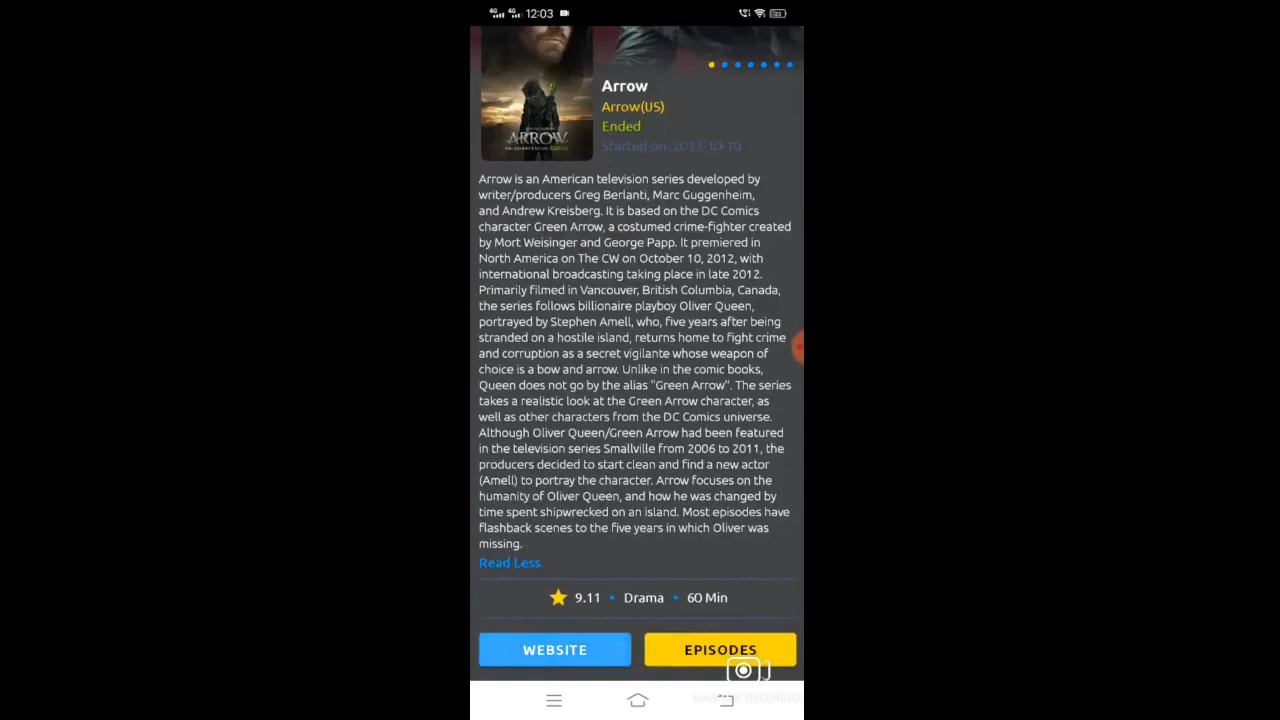 4G 4G 12:03 33
Arrow
Arrow(US)
Ended
Started on: 2012-10-10
ARROW
Arrow is an American television series developed by
writer/producers Greg Berlanti, Marc Guggenheim,
and Andrew Kreisberg. It is based on the DC Comics
character Green Arrow, a costumed crime-fighter created
by Mort Weisinger and George Papp. It premiered in
North America on The CW on October 10, 2012, with
international broadcasting taking place in late 2012.
Primarily filmed in Vancouver, British Columbia, Canada,
the series follows billionaire playboy Oliver Queen,
portrayed by Stephen Amell, who, five years after being
stranded on a hostile island, returns home to fight crime
and corruption as a secret vigilante whose weapon of
choice is a bow and arrow. Unlike in the comic books,
Queen does not go by the alias "Green Arrow". The series
takes a realistic look at the Green Arrow character, as
well as other characters from the DC Comics universe.
Although Oliver Queen/Green Arrow had been featured
in the television series Smallville from 2006 to 2011, the
producers decided to start clean and find a new actor
(Amell) to portray the character. Arrow focuses on the
humanity of Oliver Queen, and how he was changed by
time spent shipwrecked on an island. Most episodes have
flashback scenes to the five years in which Oliver was
missing.
Read Less
9.11 • Drama • 60 Min
WEBSITE EPISODES